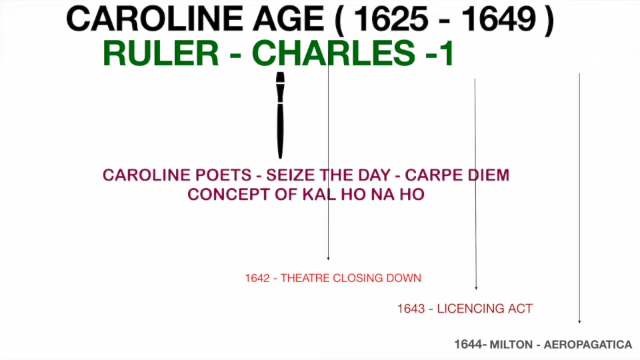 CAROLINE AGE ( 1625 - 1649 )
RULER - CHARLES -1
CAROLINE POETS - SEIZE THE DAY - CARPE DIEM
CONCEPT OF KAL HO NA HO
1642 - THEATRE CLOSING DOWN
1643 - LICENCING ACT
1644- MILTON - AEROPAGATICA